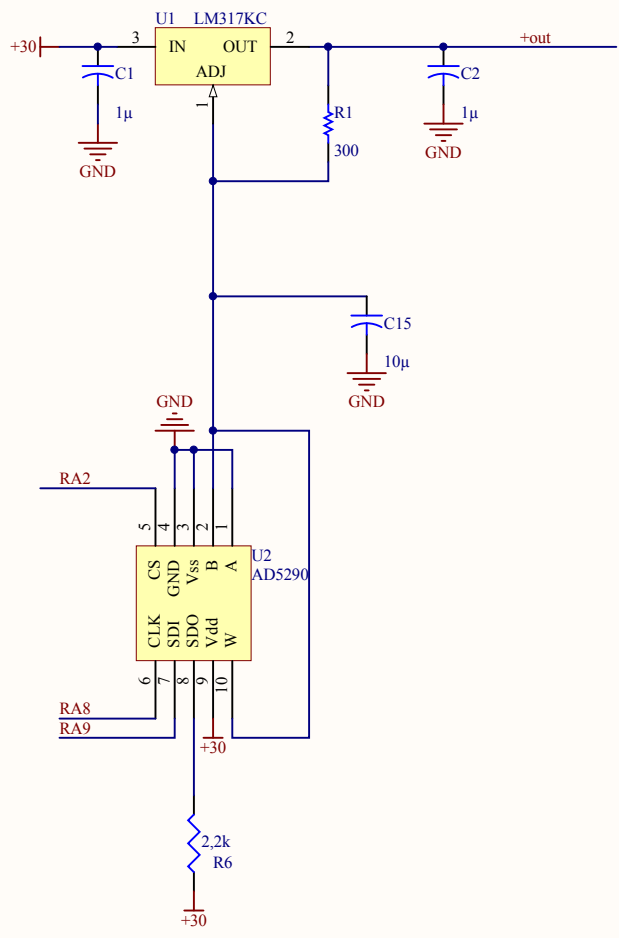 U1 LM317KC
+30 3 IN OUT 2 +out
ADJ
C1 C2
1
1µ R1 1µ
300
GND GND
C15
10µ
GND GND
RA2
5 4 3 2 1
CS GND Vss B A
U2
AD5290
CLK SDI SDO Vdd W
6 7 8 9 10
RA8
RA9
+30
2,2k
R6
+30